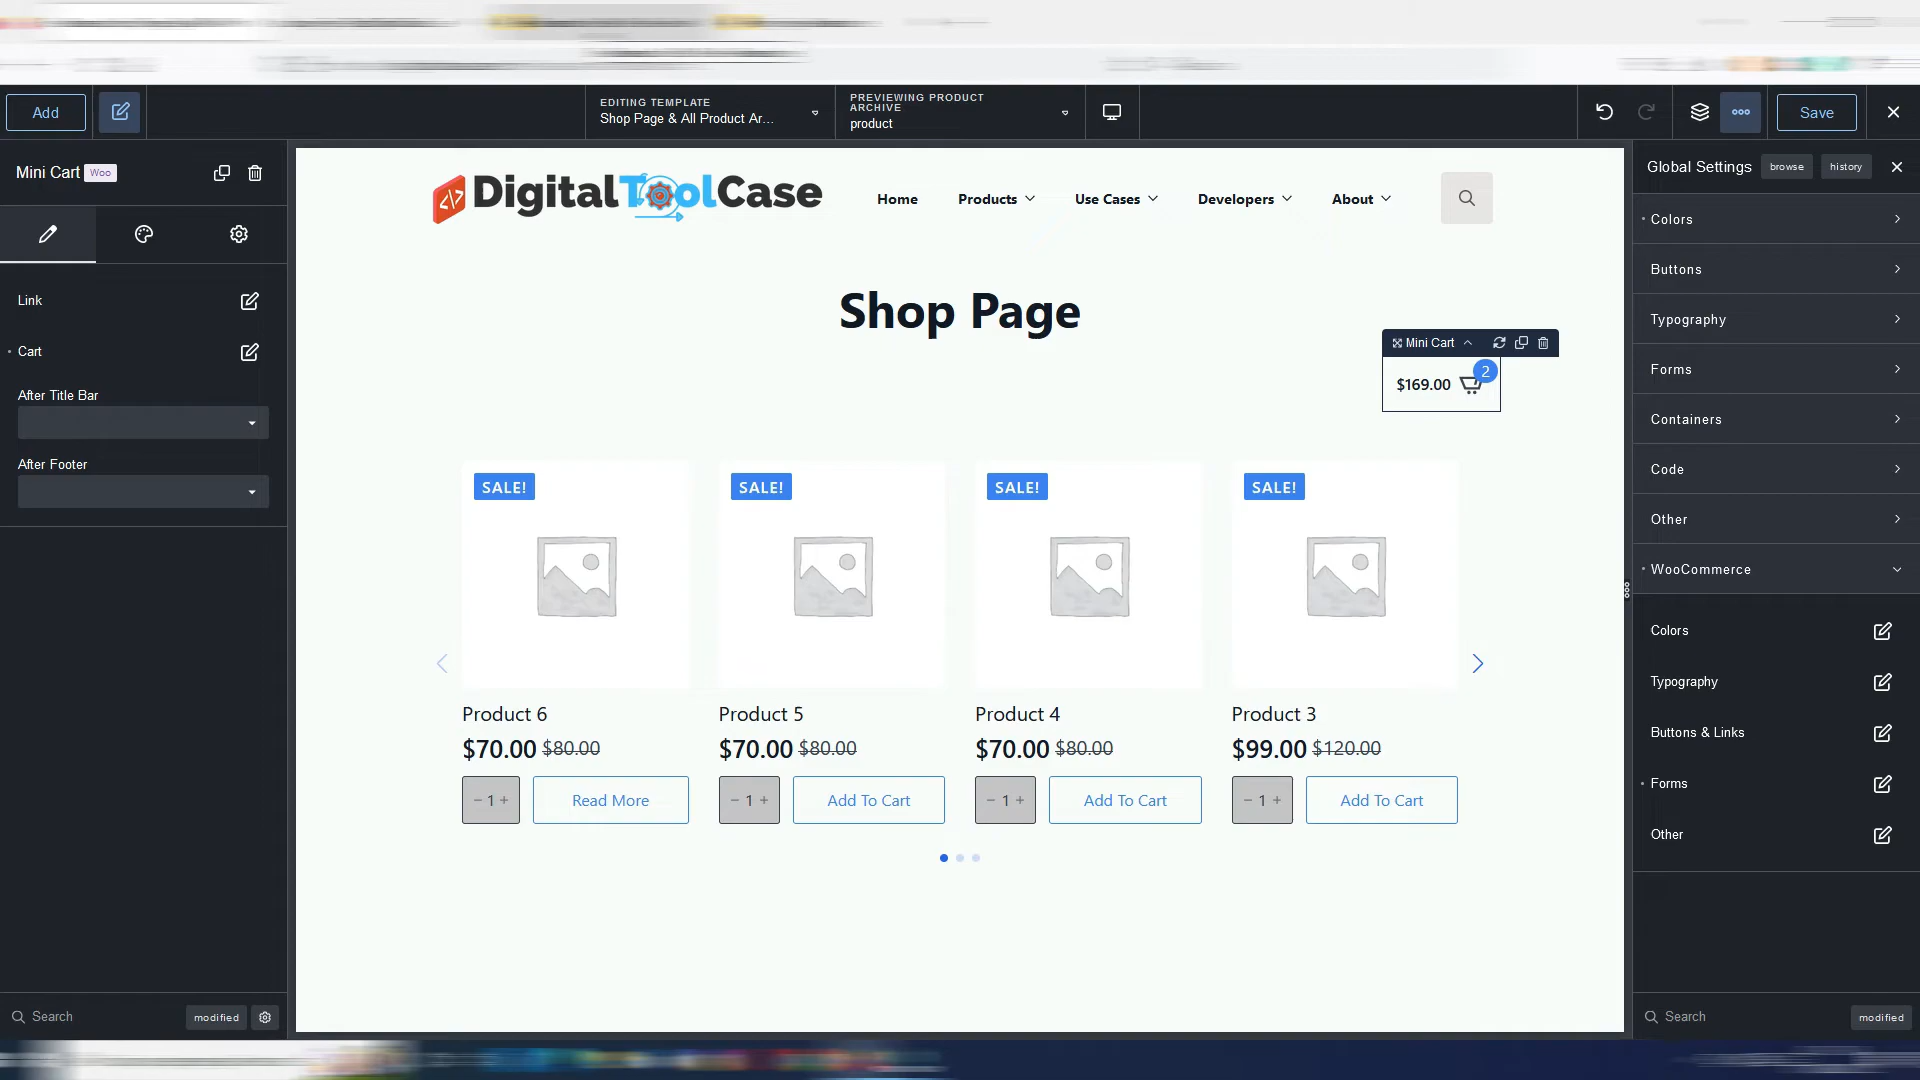 Add
EDITING TEMPLATE
Shop Page & All Product Ar...
PREVIEWING PRODUCT
ARCHIVE
product
Save
Mini Cart Woo
Link
Cart
After Title Bar
After Footer
Search
modified
DigitalToolCase
Home
Products
Use Cases
Developers
About
Shop Page
Mini Cart
$169.00
2
SALE!
SALE!
SALE!
SALE!
Product 6
Product 5
Product 4
Product 3
$70.00 $80.00
$70.00 $80.00
$70.00 $80.00
$99.00 $120.00
− 1 +
Read More
− 1 +
Add To Cart
− 1 +
Add To Cart
− 1 +
Add To Cart
Global Settings
browse
history
Colors
Buttons
Typography
Forms
Containers
Code
Other
WooCommerce
Colors
Typography
Buttons & Links
Forms
Other
Search
modified